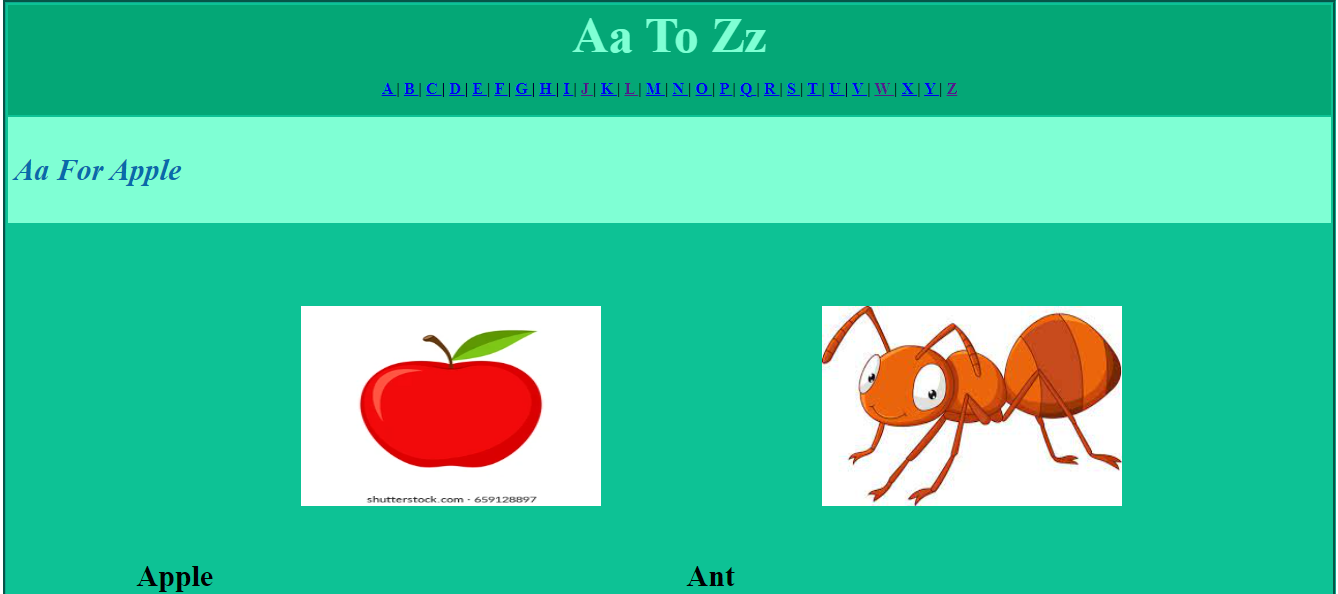 Aa To Zz
A | B | C | D | E | F | G | H | I | J | K | L | M | N | O | P | Q | R | S | T | U | V | W | X | Y | Z
Aa For Apple
shutterstock.com · 659128897
Apple Ant